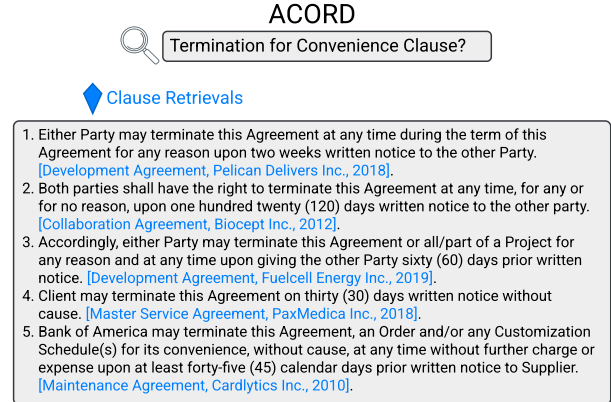 ACORD
Termination for Convenience Clause?
Clause Retrievals
1. Either Party may terminate this Agreement at any time during the term of this
Agreement for any reason upon two weeks written notice to the other Party.
[Development Agreement, Pelican Delivers Inc., 2018].
2. Both parties shall have the right to terminate this Agreement at any time, for any or
for no reason, upon one hundred twenty (120) days written notice to the other party.
[Collaboration Agreement, Biocept Inc., 2012].
3. Accordingly, either Party may terminate this Agreement or all/part of a Project for
any reason and at any time upon giving the other Party sixty (60) days prior written
notice. [Development Agreement, Fuelcell Energy Inc., 2019].
4. Client may terminate this Agreement on thirty (30) days written notice without
cause. [Master Service Agreement, PaxMedica Inc., 2018].
5. Bank of America may terminate this Agreement, an Order and/or any Customization
Schedule(s) for its convenience, without cause, at any time without further charge or
expense upon at least forty-five (45) calendar days prior written notice to Supplier.
[Maintenance Agreement, Cardlytics Inc., 2010].